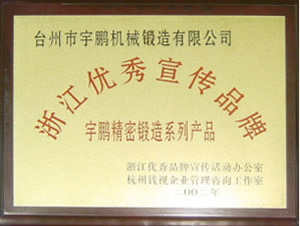 台州市宇鹏机械锻造有限公司
浙江优秀宣传品牌
宇鹏精密锻造系列产品
浙江优秀品牌宣传活动办公室
杭州钱视企业管理咨询工作室
二〇〇二年